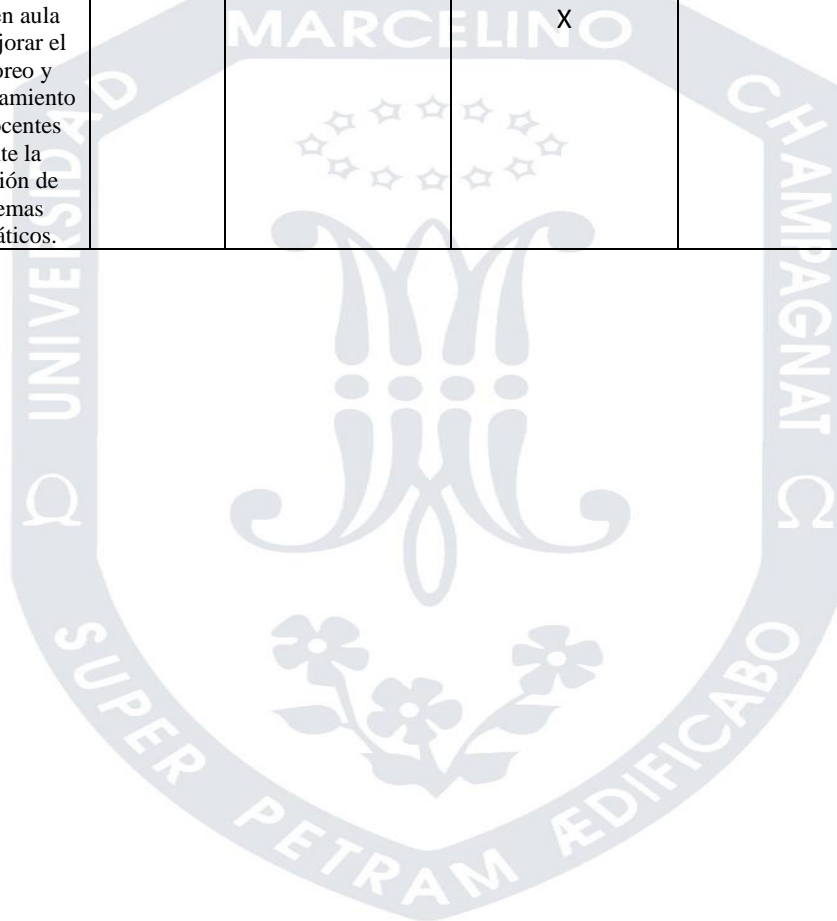 en aula
jorar el
oreo y
amiento
ocentes
te la
ión de
emas
áticos.
X
UNIVERSIDAD
MARCELINO
CHAMPAGNAT
Ω
Ω
SUPER PETRAM ÆDIFICABO